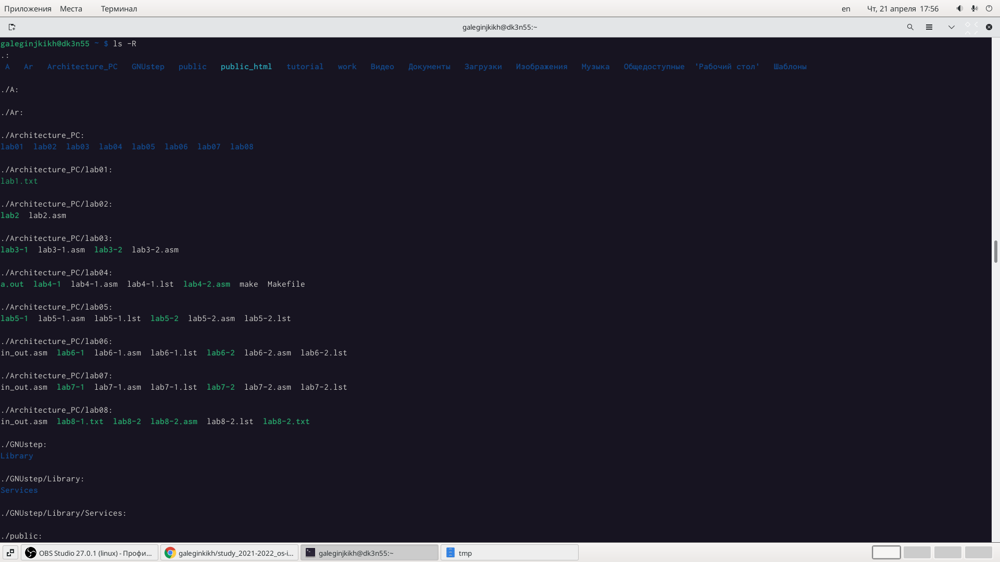 Приложения Места Терминал en Чт, 21 апреля 17:56
galeginjkikh@dk3n55:~
galeginjkikh@dk3n55 ~ $ ls -R
.:
A Ar Architecture_PC GNUstep public public_html tutorial work Видео Документы Загрузки Изображения Музыка Общедоступные 'Рабочий стол' Шаблоны
./A:
./Ar:
./Architecture_PC:
lab01 lab02 lab03 lab04 lab05 lab06 lab07 lab08
./Architecture_PC/lab01:
lab1.txt
./Architecture_PC/lab02:
lab2 lab2.asm
./Architecture_PC/lab03:
lab3-1 lab3-1.asm lab3-2 lab3-2.asm
./Architecture_PC/lab04:
a.out lab4-1 lab4-1.asm lab4-1.lst lab4-2.asm make Makefile
./Architecture_PC/lab05:
lab5-1 lab5-1.asm lab5-1.lst lab5-2 lab5-2.asm lab5-2.lst
./Architecture_PC/lab06:
in_out.asm lab6-1 lab6-1.asm lab6-1.lst lab6-2 lab6-2.asm lab6-2.lst
./Architecture_PC/lab07:
in_out.asm lab7-1 lab7-1.asm lab7-1.lst lab7-2 lab7-2.asm lab7-2.lst
./Architecture_PC/lab08:
in_out.asm lab8-1.txt lab8-2 lab8-2.asm lab8-2.lst lab8-2.txt
./GNUstep:
Library
./GNUstep/Library:
Services
./GNUstep/Library/Services:
./public:
OBS Studio 27.0.1 (linux) - Профи... galeginkikh/study_2021-2022_os-i... galeginjkikh@dk3n55:~ tmp